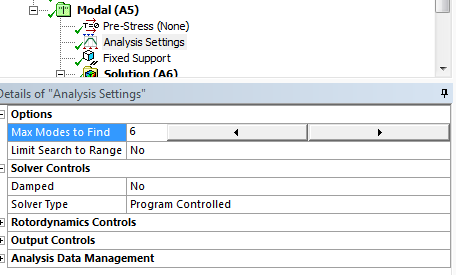 Modal (A5)
Pre-Stress (None)
Analysis Settings
Fixed Support
Solution (A6)
Details of "Analysis Settings"
Options
Max Modes to Find 6
Limit Search to Range No
Solver Controls
Damped No
Solver Type Program Controlled
Rotordynamics Controls
Output Controls
Analysis Data Management